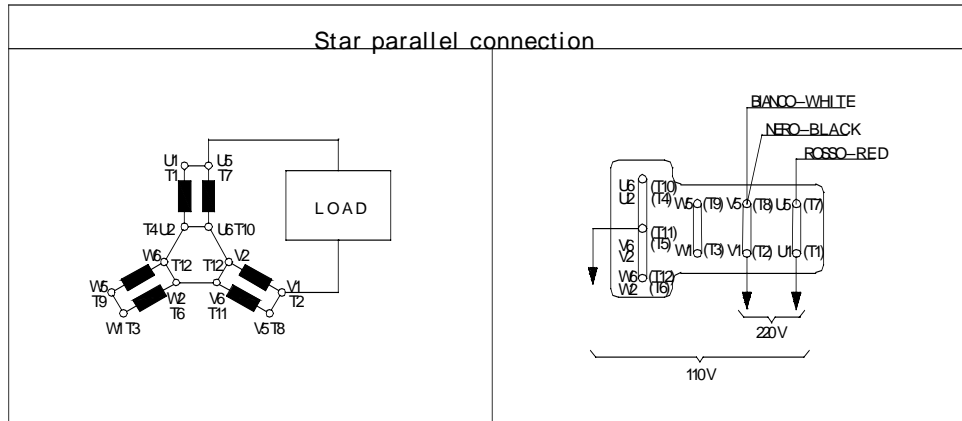 Star parallel connection
U1 U5
T1 T7
LOAD
T4 U2 U6 T10
W6 T12 T12 V2
W5 W2 V6 V1
T9 T6 T11 T2
W1 T3 V5 T8
BIANCO-WHITE
NERO-BLACK
ROSSO-RED
U6 (T10)
U2 (T4)
W5 (T9) V5 (T8) U5 (T7)
(T11)
V6 (T5)
V2
W1 (T3) V1 (T2) U1 (T1)
W6 (T12)
W2 (T6)
220V
110V